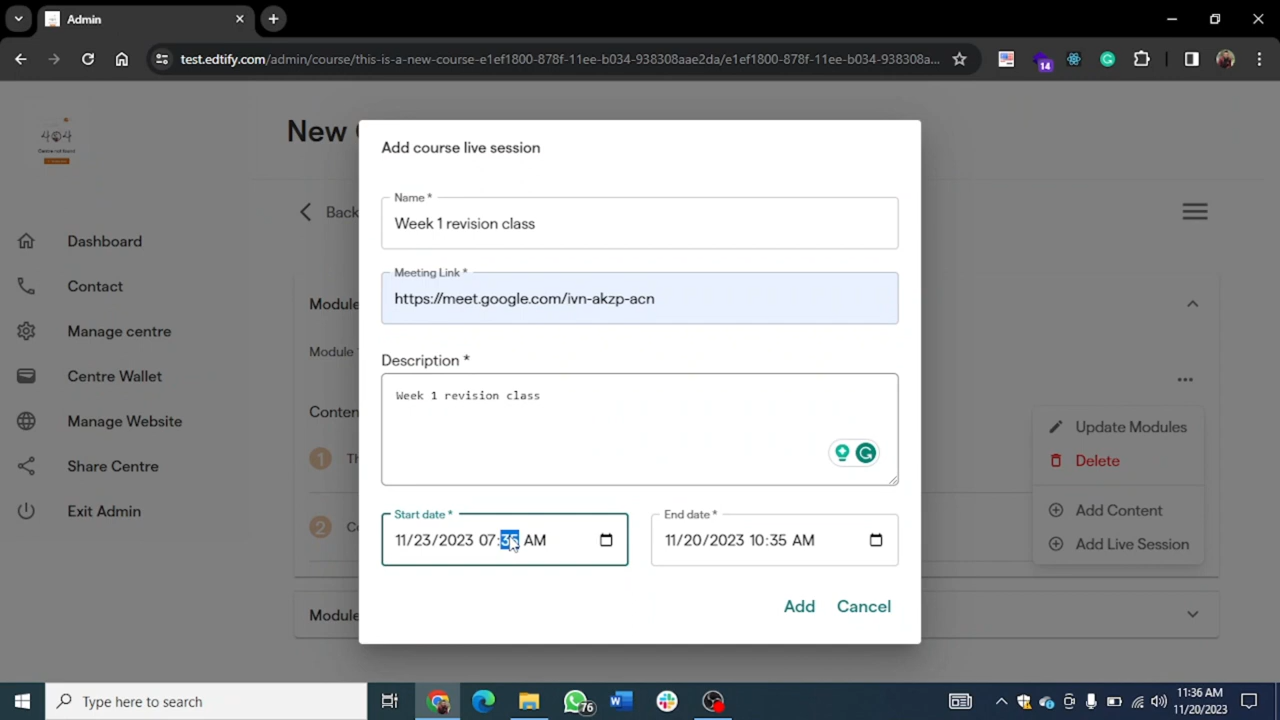 Admin
test.edtify.com/admin/course/this-is-a-new-course-e1ef1800-878f-11ee-b034-938308aae2da/e1ef1800-878f-11ee-b034-938308a...
14
New
Back
Dashboard
Contact
Manage centre
Centre Wallet
Manage Website
Share Centre
Exit Admin
Module
Module
Conten
1
2
Module
Update Modules
Delete
Add Content
Add Live Session
Add course live session
Name *
Week 1 revision class
Meeting Link *
https://meet.google.com/ivn-akzp-acn
Description *
Week 1 revision class
Start date *
11/23/2023 07:35 AM
End date *
11/20/2023 10:35 AM
Add
Cancel
Type here to search
76
11:36 AM
11/20/2023